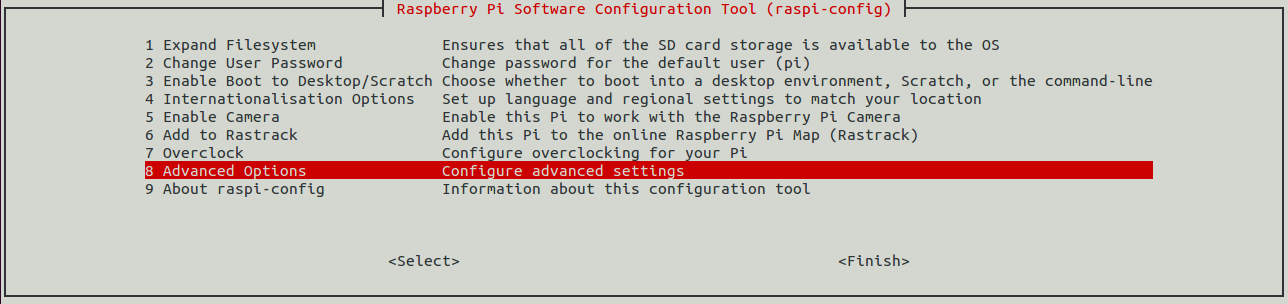 Raspberry Pi Software Configuration Tool (raspi-config)
1 Expand Filesystem Ensures that all of the SD card storage is available to the OS
2 Change User Password Change password for the default user (pi)
3 Enable Boot to Desktop/Scratch Choose whether to boot into a desktop environment, Scratch, or the command-line
4 Internationalisation Options Set up language and regional settings to match your location
5 Enable Camera Enable this Pi to work with the Raspberry Pi Camera
6 Add to Rastrack Add this Pi to the online Raspberry Pi Map (Rastrack)
7 Overclock Configure overclocking for your Pi
8 Advanced Options Configure advanced settings
9 About raspi-config Information about this configuration tool
<Select> <Finish>